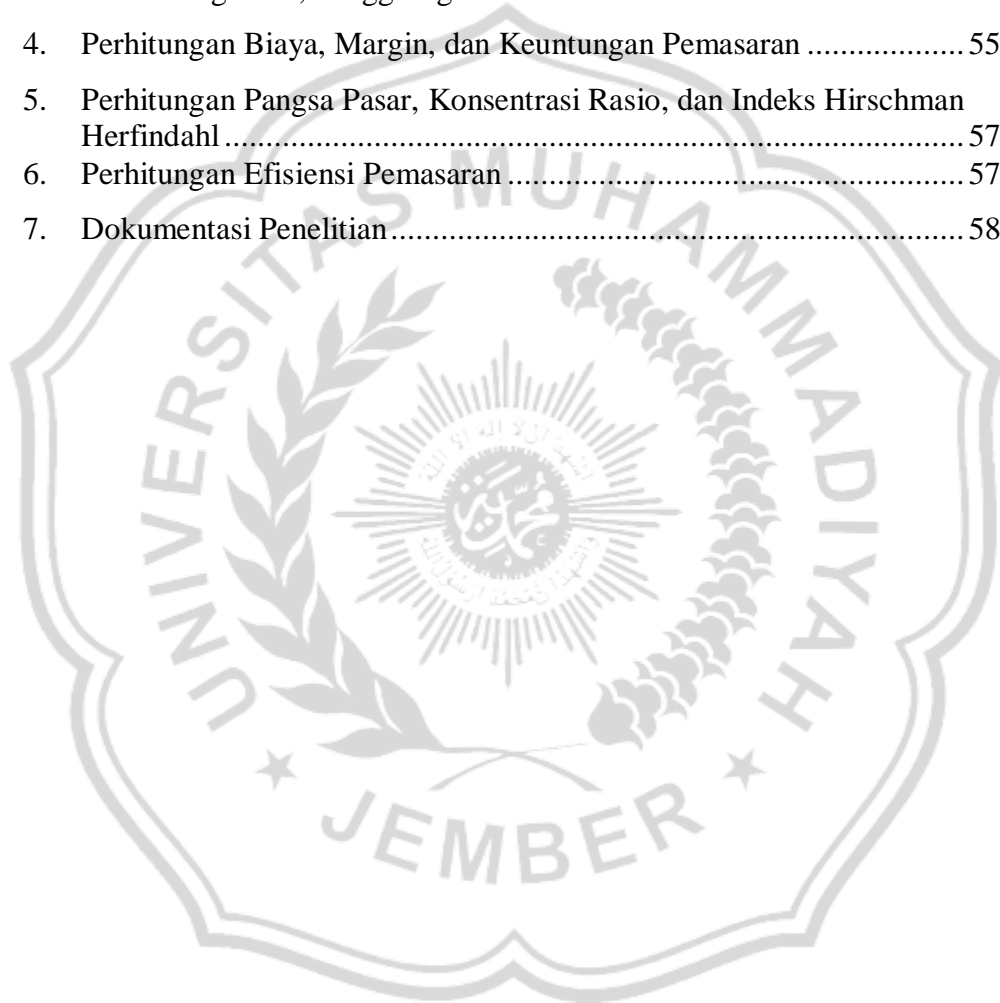 4. Perhitungan Biaya, Margin, dan Keuntungan Pemasaran ................... 55
5. Perhitungan Pangsa Pasar, Konsentrasi Rasio, dan Indeks Hirschman
Herfindahl ......................................................................................... 57
6. Perhitungan Efisiensi Pemasaran ....................................................... 57
7. Dokumentasi Penelitian ..................................................................... 58
UNIVERSITAS MUHAMMADIYAH
JEMBER